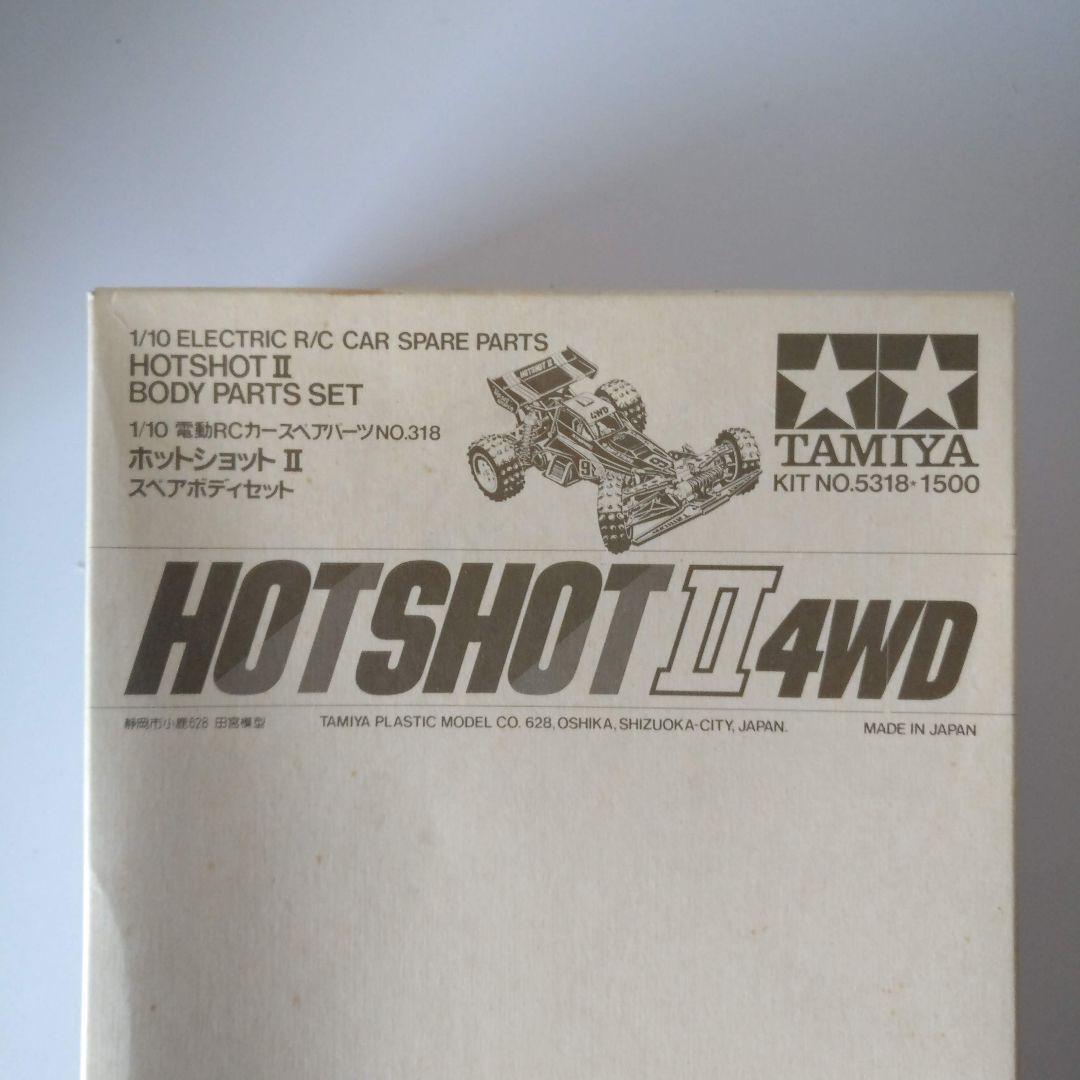 1/10 ELECTRIC R/C CAR SPARE PARTS
HOTSHOT II
BODY PARTS SET
1/10 電動RCカースペアパーツNO.318
ホットショット II
スペアボディセット
HOTSHOT II
4WD
9
TAMIYA
KIT NO.5318★1500
HOTSHOT II 4WD
静岡市小鹿628 田宮模型
TAMIYA PLASTIC MODEL CO. 628, OSHIKA, SHIZUOKA-CITY, JAPAN.
MADE IN JAPAN